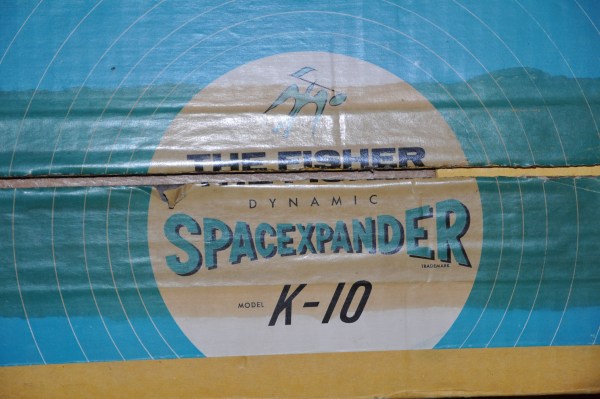 THE FISHER
DYNAMIC
SPACEXPANDER
TRADEMARK
MODEL K-10